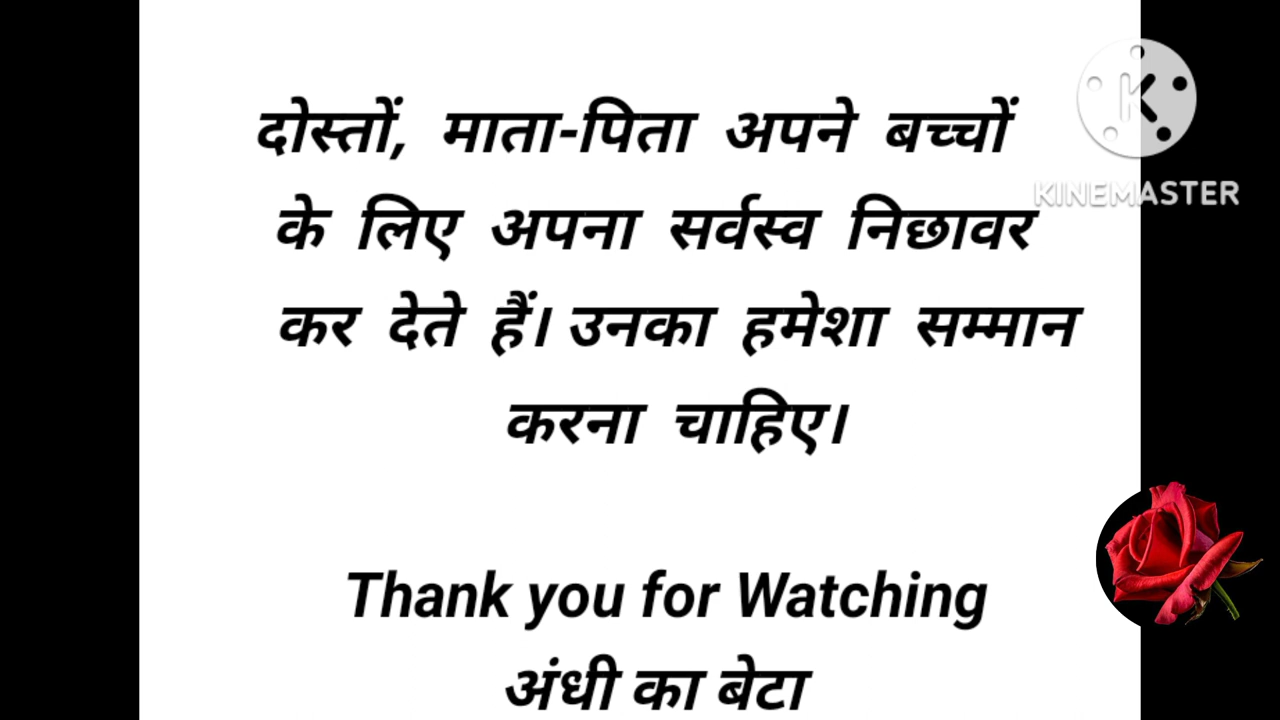 दोस्तों, माता-पिता अपने बच्चों
के लिए अपना सर्वस्व निछावर
कर देते हैं। उनका हमेशा सम्मान
करना चाहिए।
Thank you for Watching
अंधी का बेटा
K
KINEMASTER